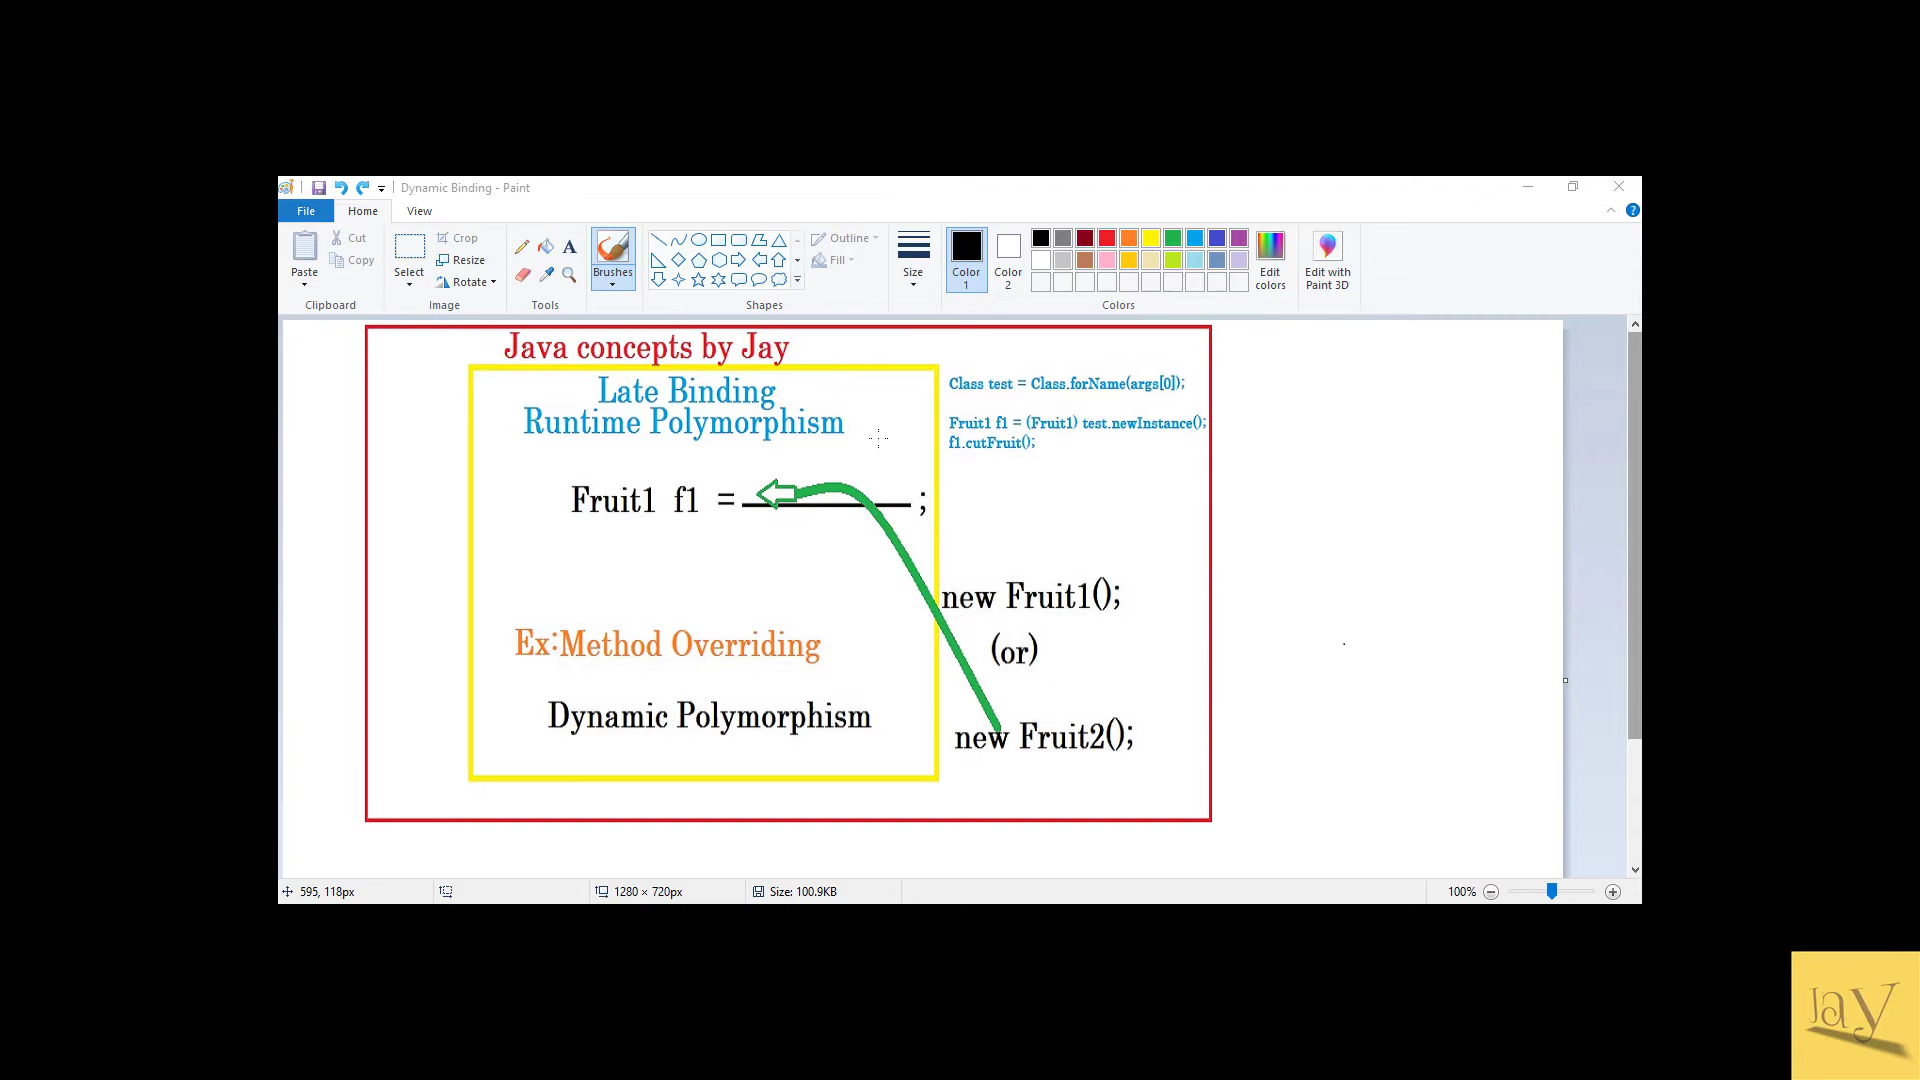 Dynamic Binding - Paint
File
Home
View
Paste
Cut
Copy
Clipboard
Select
Crop
Resize
Rotate
Image
A
Tools
Brushes
Shapes
Outline
Fill
Size
Color
1
Color
2
Edit
colors
Colors
Edit with
Paint 3D
?
Java concepts by Jay
Late Binding
Runtime Polymorphism
Class test = Class.forName(args[0]);
Fruit1 f1 = (Fruit1) test.newInstance();
f1.cutFruit();
Fruit1 f1 = ;
new Fruit1();
(or)
new Fruit2();
Ex:Method Overriding
Dynamic Polymorphism
595, 118px
1280 × 720px
Size: 100.9KB
100%
Jay